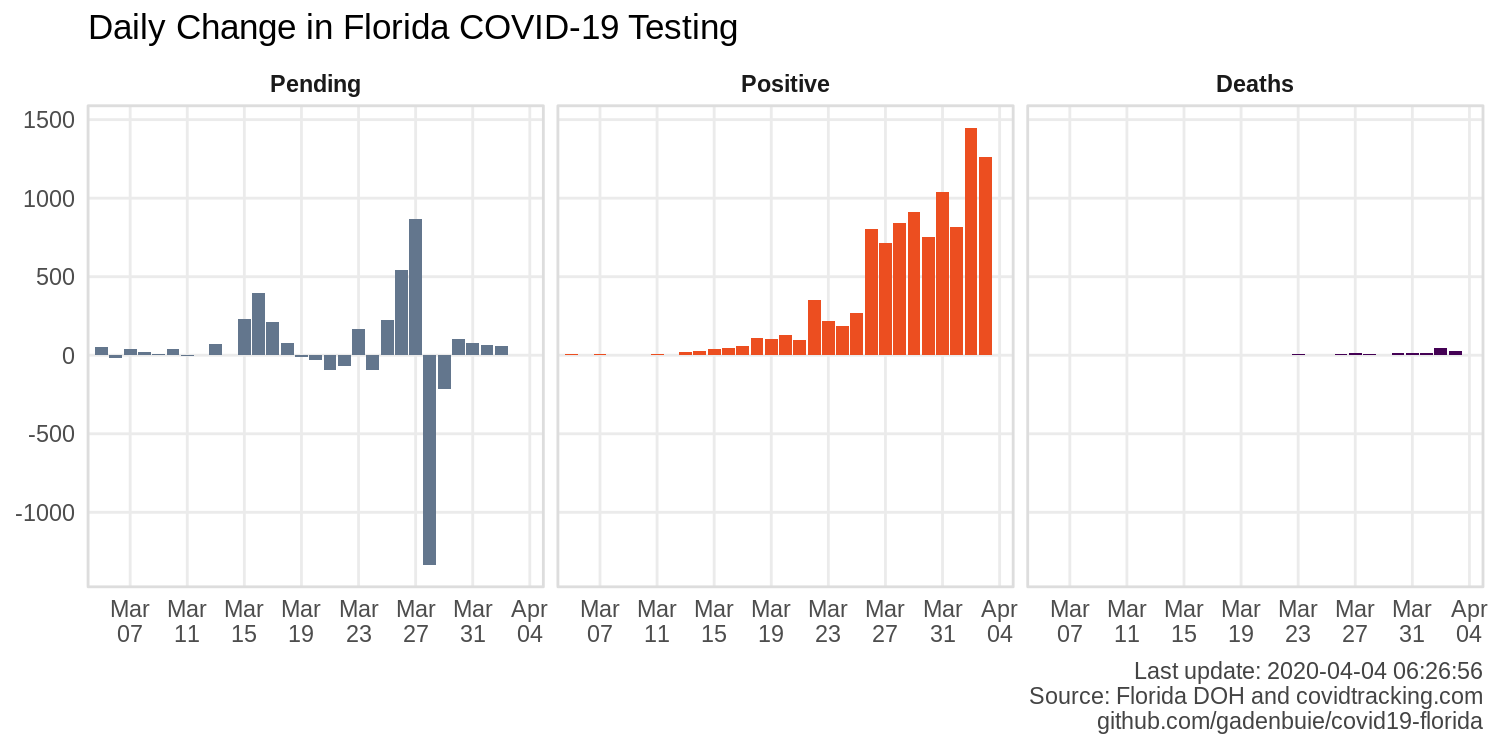 Daily Change in Florida COVID-19 Testing
Pending
Positive
Deaths
1500
1000
500
0
-500
-1000
Mar 07 Mar 11 Mar 15 Mar 19 Mar 23 Mar 27 Mar 31 Apr 04
Mar 07 Mar 11 Mar 15 Mar 19 Mar 23 Mar 27 Mar 31 Apr 04
Mar 07 Mar 11 Mar 15 Mar 19 Mar 23 Mar 27 Mar 31 Apr 04
Last update: 2020-04-04 06:26:56
Source: Florida DOH and covidtracking.com
github.com/gadenbuie/covid19-florida